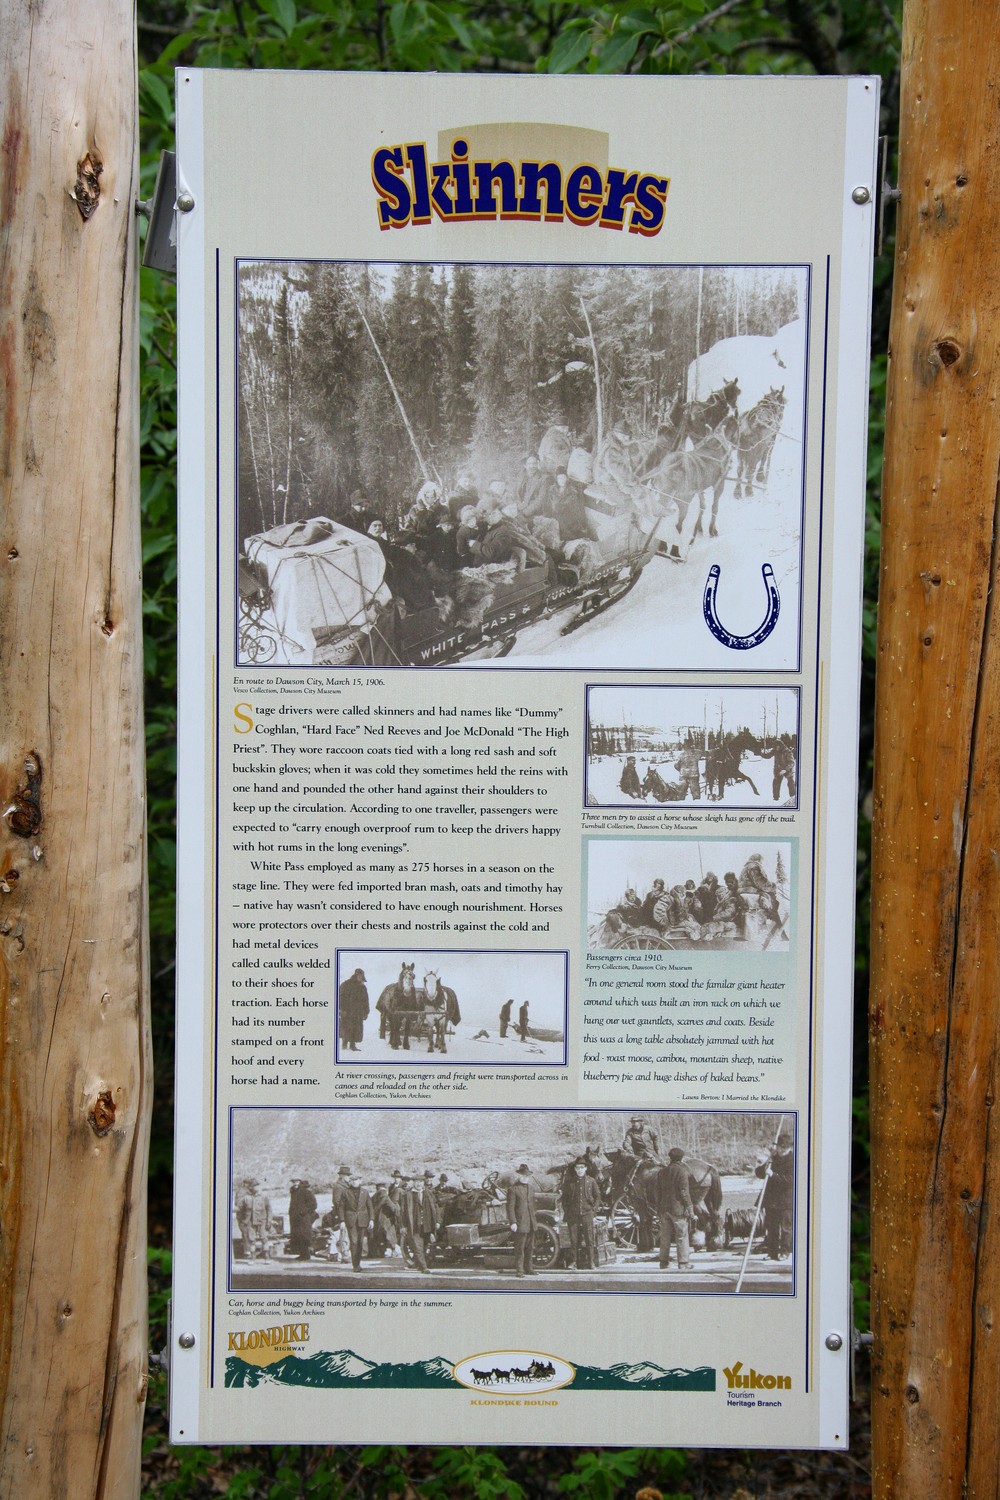 Skinners
WHITE PASS & YUKON ROUTE
En route to Dawson City, March 15, 1906.
Vesco Collection, Dawson City Museum
Stage drivers were called skinners and had names like “Dummy”
Coghlan, “Hard Face” Ned Reeves and Joe McDonald “The High
Priest”. They wore raccoon coats tied with a long red sash and soft
buckskin gloves; when it was cold they sometimes held the reins with
one hand and pounded the other hand against their shoulders to
keep up the circulation. According to one traveller, passengers were
expected to “carry enough overproof rum to keep the drivers happy
with hot rums in the long evenings”.
White Pass employed as many as 275 horses in a season on the
stage line. They were fed imported bran mash, oats and timothy hay
– native hay wasn’t considered to have enough nourishment. Horses
wore protectors over their chests and nostrils against the cold and
had metal devices
called caulks welded
to their shoes for
traction. Each horse
had its number
stamped on a front
hoof and every
horse had a name.
At river crossings, passengers and freight were transported across in
canoes and reloaded on the other side.
Coghlan Collection, Yukon Archives
Three men try to assist a horse whose sleigh has gone off the trail.
Turnbull Collection, Dawson City Museum
Passengers circa 1910.
Ferry Collection, Dawson City Museum
“In one general room stood the familar giant heater
around which was built an iron rack on which we
hung our wet gauntlets, scarves and coats. Beside
this was a long table absolutely jammed with hot
food - roast moose, caribou, mountain sheep, native
blueberry pie and huge dishes of baked beans.”
– Laura Berton: I Married the Klondike
Car, horse and buggy being transported by barge in the summer.
Coghlan Collection, Yukon Archives
KLONDIKE
HIGHWAY
KLONDIKE BOUND
Yukon
Tourism
Heritage Branch